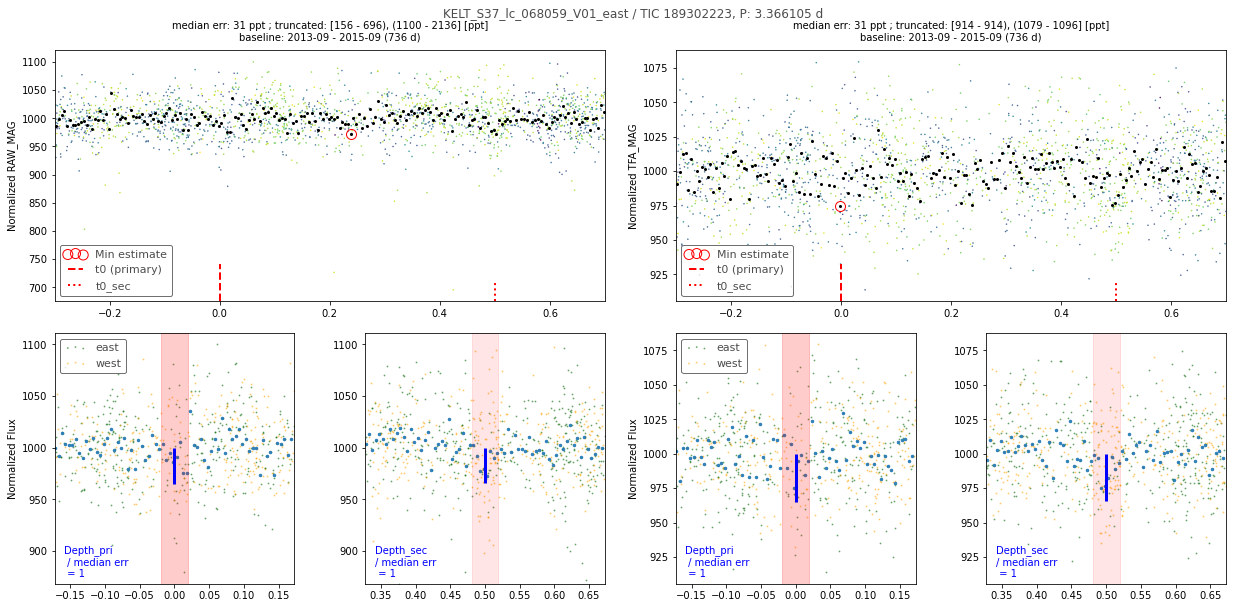 KELT_S37_lc_068059_V01_east / TIC 189302223, P: 3.366105 d
median err: 31 ppt ; truncated: [156 - 696), (1100 - 2136] [ppt]
baseline: 2013-09 - 2015-09 (736 d)
Normalized RAW_MAG
1100
1050
1000
950
900
850
800
750
700
Min estimate
t0 (primary)
t0_sec
−0.2 0.0 0.2 0.4 0.6
median err: 31 ppt ; truncated: [914 - 914), (1079 - 1096] [ppt]
baseline: 2013-09 - 2015-09 (736 d)
Normalized TFA_MAG
1075
1050
1025
1000
975
950
925
Min estimate
t0 (primary)
t0_sec
−0.2 0.0 0.2 0.4 0.6
Normalized Flux
1100
1050
1000
950
900
east
west
Depth_pri
/ median err
= 1
−0.15 −0.10 −0.05 0.00 0.05 0.10 0.15
1100
1050
1000
950
900
Depth_sec
/ median err
= 1
0.35 0.40 0.45 0.50 0.55 0.60 0.65
Normalized Flux
1075
1050
1025
1000
975
950
925
east
west
Depth_pri
/ median err
= 1
−0.15 −0.10 −0.05 0.00 0.05 0.10 0.15
1075
1050
1025
1000
975
950
925
Depth_sec
/ median err
= 1
0.35 0.40 0.45 0.50 0.55 0.60 0.65